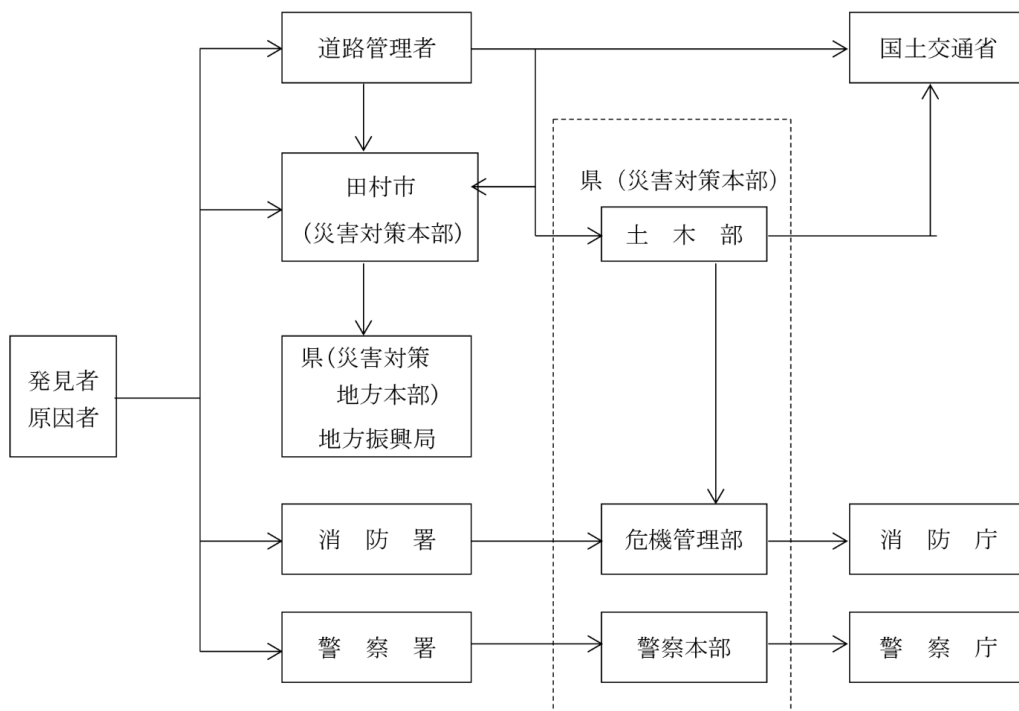 道路管理者
国土交通省
田村市
(災害対策本部)
県 (災害対策本部)
土 木 部
県(災害対策
地方本部)
地方振興局
発見者
原因者
消 防 署
危機管理部
消 防 庁
警 察 署
警察本部
警 察 庁